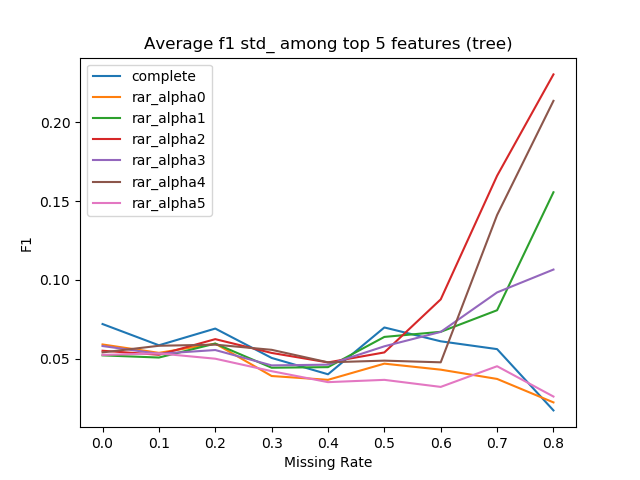 Average f1 std_ among top 5 features (tree)
complete
rar_alpha0
rar_alpha1
rar_alpha2
rar_alpha3
rar_alpha4
rar_alpha5
0.20
0.15
0.10
0.05
F1
0.0 0.1 0.2 0.3 0.4 0.5 0.6 0.7 0.8
Missing Rate